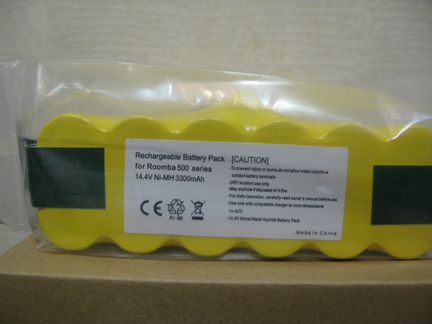 Rechargeable Battery Pack
for Roomba 500 series
14.4V Ni-MH 3300mAh
CE
Ni-MH
[CAUTION]
-To prevent injury or burns,do not allow metal objects to
contact battery terminals
-DRY location use only
-May explode if disposed of in fire
-For Safe Operation, carefully read owner's manual before use
-Use only with compatible charger at room temperature
-14.4V Nickel Metal Hydride Battery Pack
Made in China